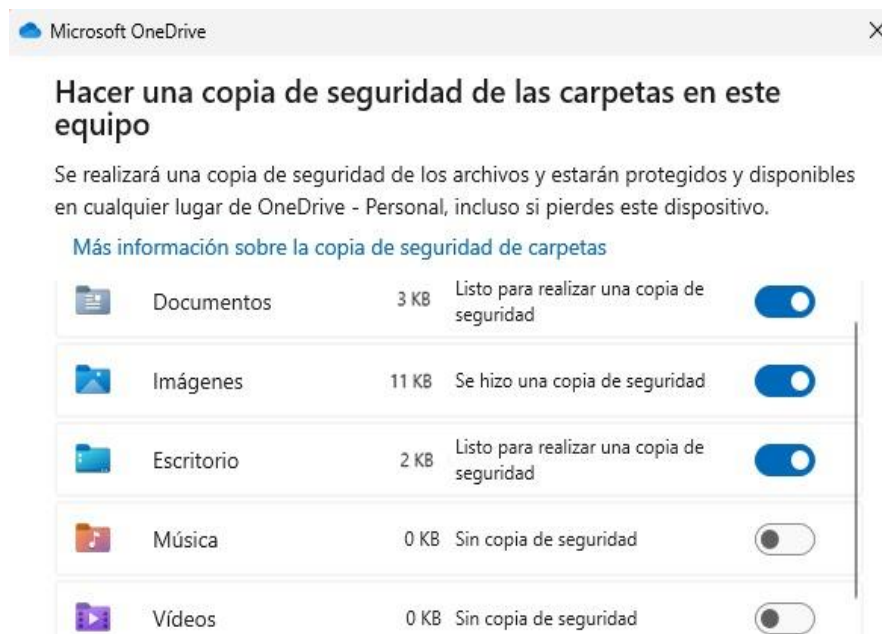 Microsoft OneDrive
Hacer una copia de seguridad de las carpetas en este
equipo
Se realizará una copia de seguridad de los archivos y estarán protegidos y disponibles
en cualquier lugar de OneDrive - Personal, incluso si pierdes este dispositivo.
Más información sobre la copia de seguridad de carpetas
Documentos 3 KB Listo para realizar una copia de
seguridad
Imágenes 11 KB Se hizo una copia de seguridad
Escritorio 2 KB Listo para realizar una copia de
seguridad
Música 0 KB Sin copia de seguridad
Vídeos 0 KB Sin copia de seguridad